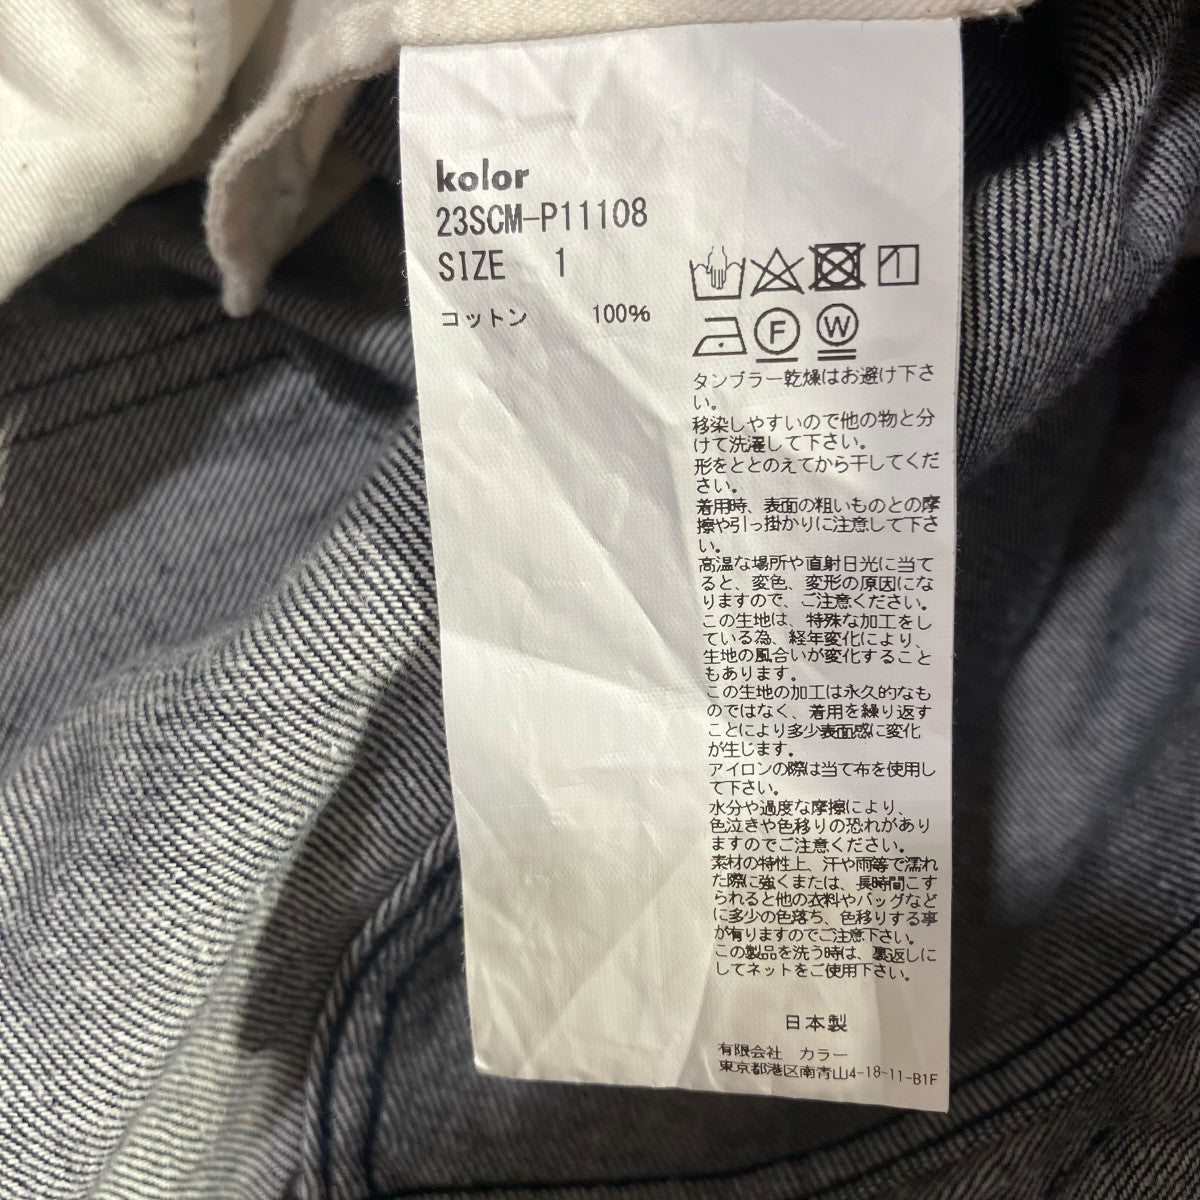 kolor
23SCM-P11108
SIZE 1
コットン 100%
F W
タンブラー乾燥はお避け下さ
い。
移染しやすいので他の物と分
けて洗濯して下さい。
形をととのえてから干してくだ
さい。
着用時、表面の粗いものとの摩
擦や引っ掛かりに注意して下さ
い。
高温な場所や直射日光に当て
ると、変色、変形の原因にな
りますので、ご注意ください。
この生地は、特殊な加工をし
ている為、経年変化により、
生地の風合いが変化すること
もあります。
この生地の加工は永久的なも
のではなく、着用を繰り返す
ことにより多少表面感に変化
が生じます。
アイロンの際は当て布を使用し
て下さい。
水分や過度な摩擦により、
色泣きや色移りの恐れがあり
ますのでご注意ください。
素材の特性上、汗や雨等で濡れ
た際に強くまたは、長時間こす
られると他の衣料やバッグなど
に多少の色落ち、色移りする事
が有りますのでご注意下さい。
この製品を洗う時は、裏返しに
してネットをご使用下さい。
日本製
有限会社 カラー
東京都港区南青山4-18-11-B1F